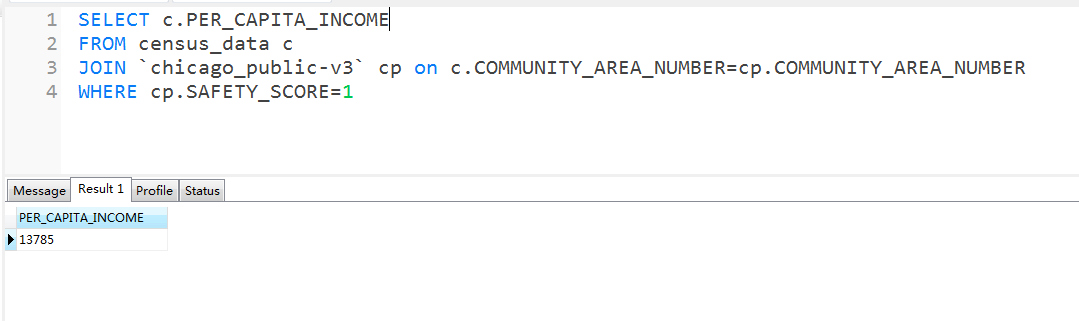 1 SELECT c.PER_CAPITA_INCOME
2 FROM census_data c
3 JOIN `chicago_public-v3` cp on c.COMMUNITY_AREA_NUMBER=cp.COMMUNITY_AREA_NUMBER
4 WHERE cp.SAFETY_SCORE=1
Message Result 1 Profile Status
PER_CAPITA_INCOME
13785